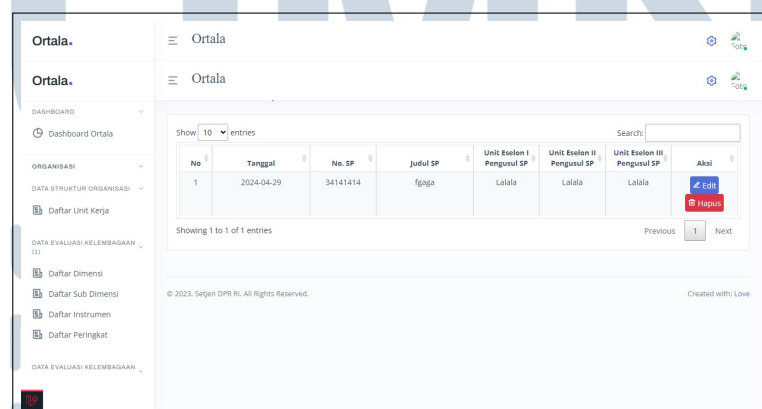 Ortala.
Ortala
Foto
Ortala.
Ortala
Foto
DASHBOARD
Dashboard Ortala
ORGANISASI
DATA STRUKTUR ORGANISASI
Daftar Unit Kerja
DATA EVALUASI KELEMBAGAAN
(1)
Daftar Dimensi
Daftar Sub Dimensi
Daftar Instrumen
Daftar Peringkat
DATA EVALUASI KELEMBAGAAN
Show 10 entries
Search:
No Tanggal No. SP Judul SP Unit Eselon I Pengusul SP Unit Eselon II Pengusul SP Unit Eselon III Pengusul SP Aksi
1 2024-04-29 34141414 fgaga Lalala Lalala Lalala Edit
Hapus
Showing 1 to 1 of 1 entries
Previous 1 Next
© 2023. Setjen DPR RI. All Rights Reserved.
Created with: Love